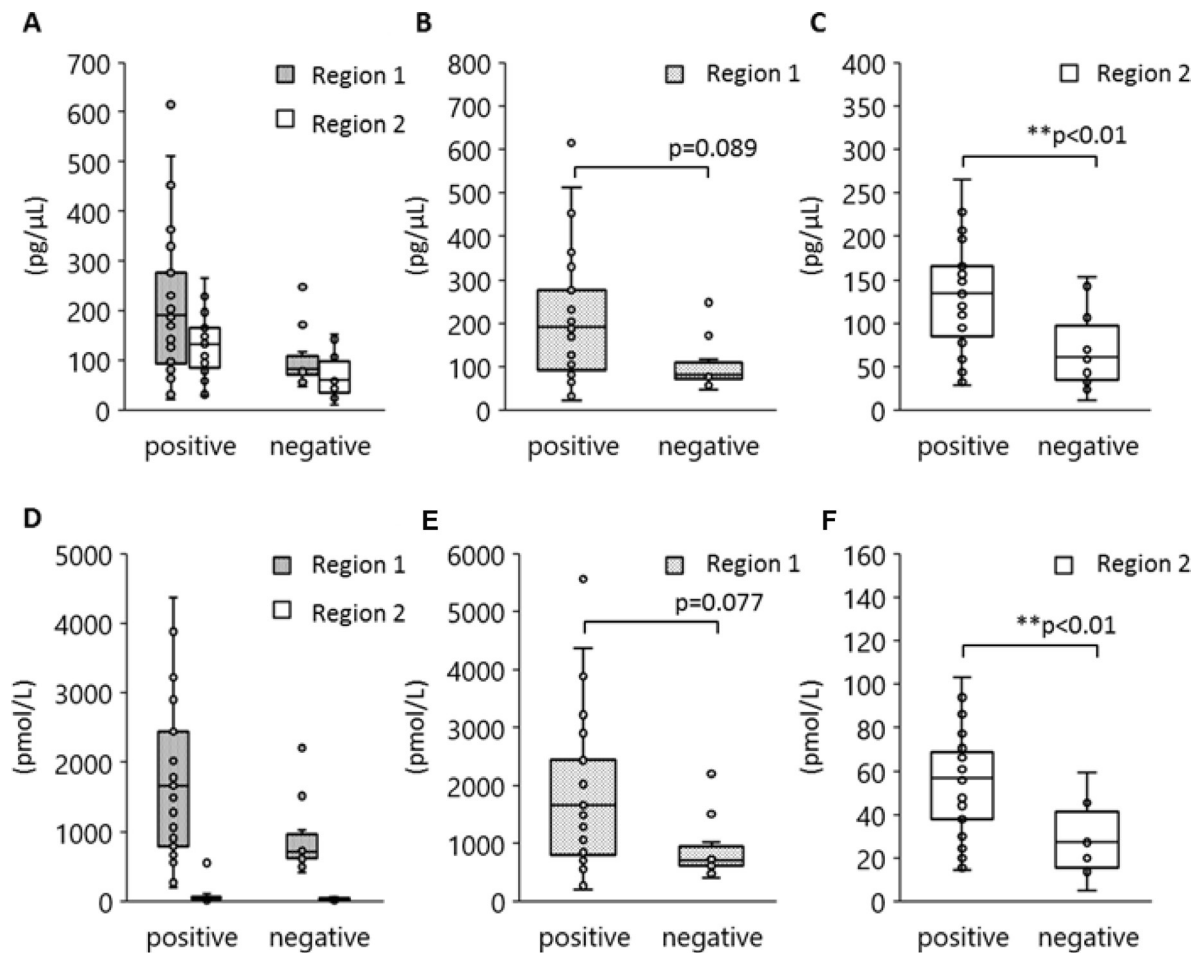 A
(pg/μL)
700
600
500
400
300
200
100
0
Region 1
Region 2
positive
negative
B
(pg/μL)
800
700
600
500
400
300
200
100
0
Region 1
p=0.089
positive
negative
C
(pg/μL)
400
350
300
250
200
150
100
50
0
Region 2
**p<0.01
positive
negative
D
(pmol/L)
5000
4000
3000
2000
1000
0
Region 1
Region 2
positive
negative
E
(pmol/L)
6000
5000
4000
3000
2000
1000
0
Region 1
p=0.077
positive
negative
F
(pmol/L)
160
140
120
100
80
60
40
20
0
Region 2
**p<0.01
positive
negative